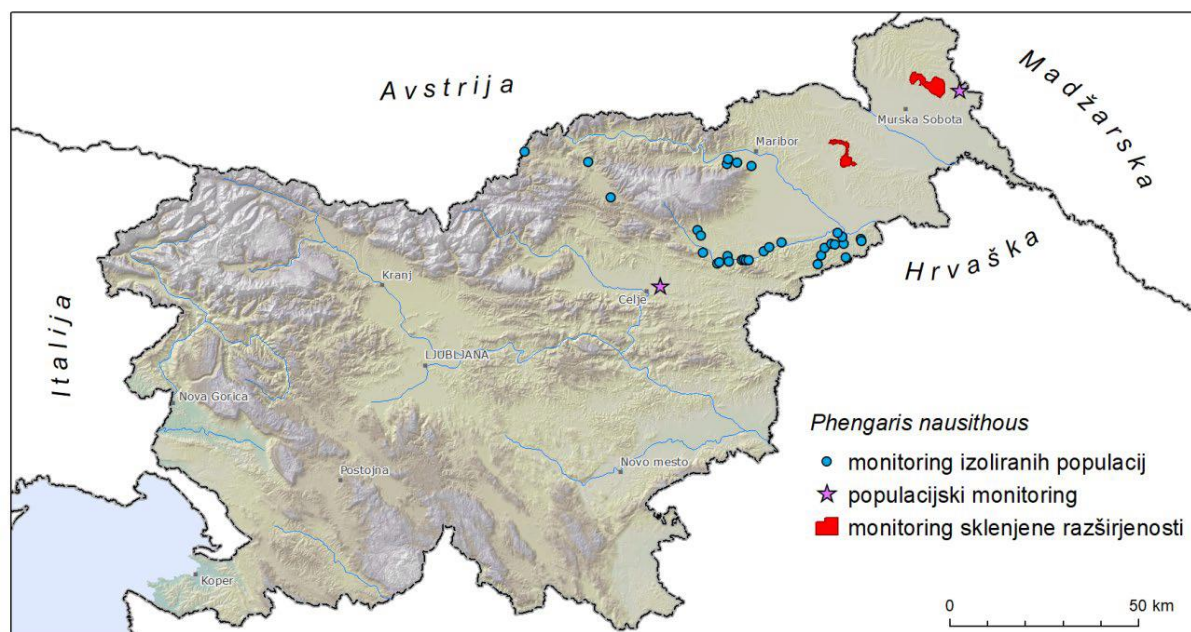 Avstrija
Madžarska
Murska Sobota
Maribor
Hrvaška
Kranj
Celje
Italija
LJUBLJANA
Nova Gorica
Phengaris nausithous
monitoring izoliranih populacij
Postojna
Novo mesto
populacijski monitoring
monitoring sklenjene razširjenosti
Koper
0 50 km